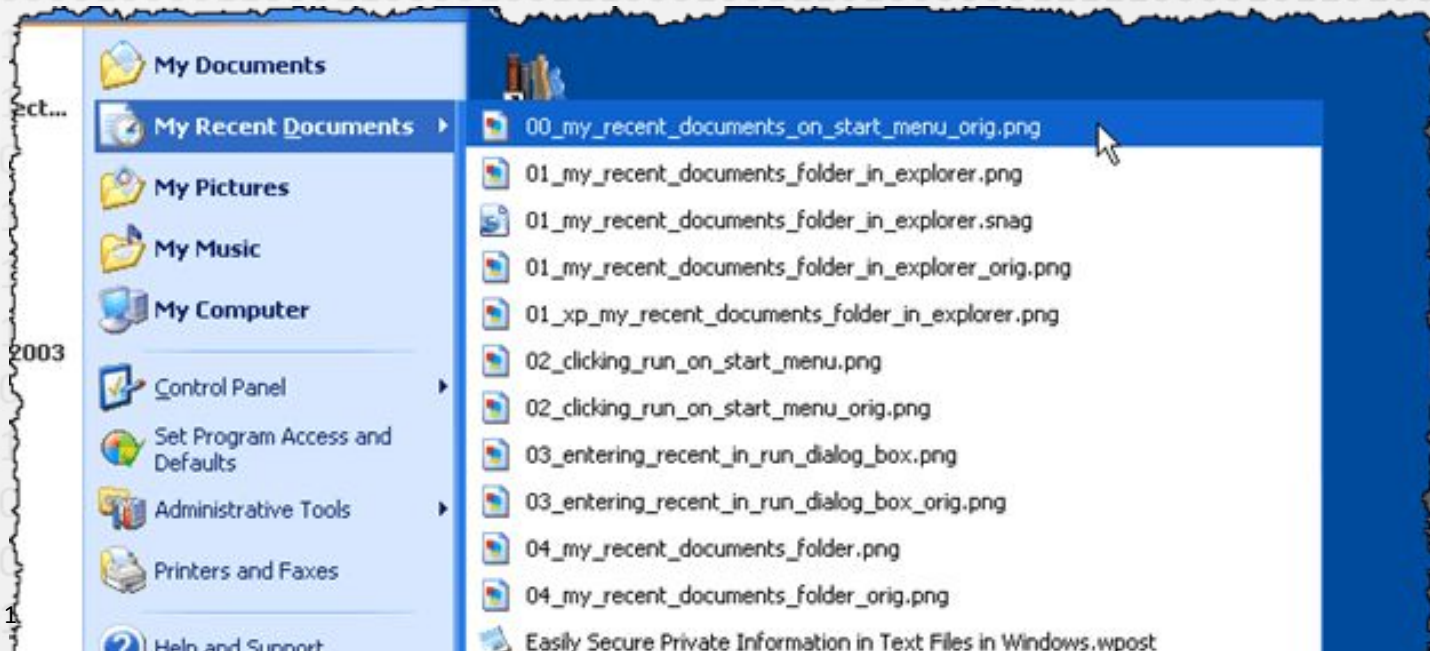 ect...
2003
1
My Documents
My Recent Documents
My Pictures
My Music
My Computer
Control Panel
Set Program Access and
Defaults
Administrative Tools
Printers and Faxes
Help and Support
00_my_recent_documents_on_start_menu_orig.png
01_my_recent_documents_folder_in_explorer.png
01_my_recent_documents_folder_in_explorer.snag
01_my_recent_documents_folder_in_explorer_orig.png
01_xp_my_recent_documents_folder_in_explorer.png
02_clicking_run_on_start_menu.png
02_clicking_run_on_start_menu_orig.png
03_entering_recent_in_run_dialog_box.png
03_entering_recent_in_run_dialog_box_orig.png
04_my_recent_documents_folder.png
04_my_recent_documents_folder_orig.png
Easily Secure Private Information in Text Files in Windows.wpost